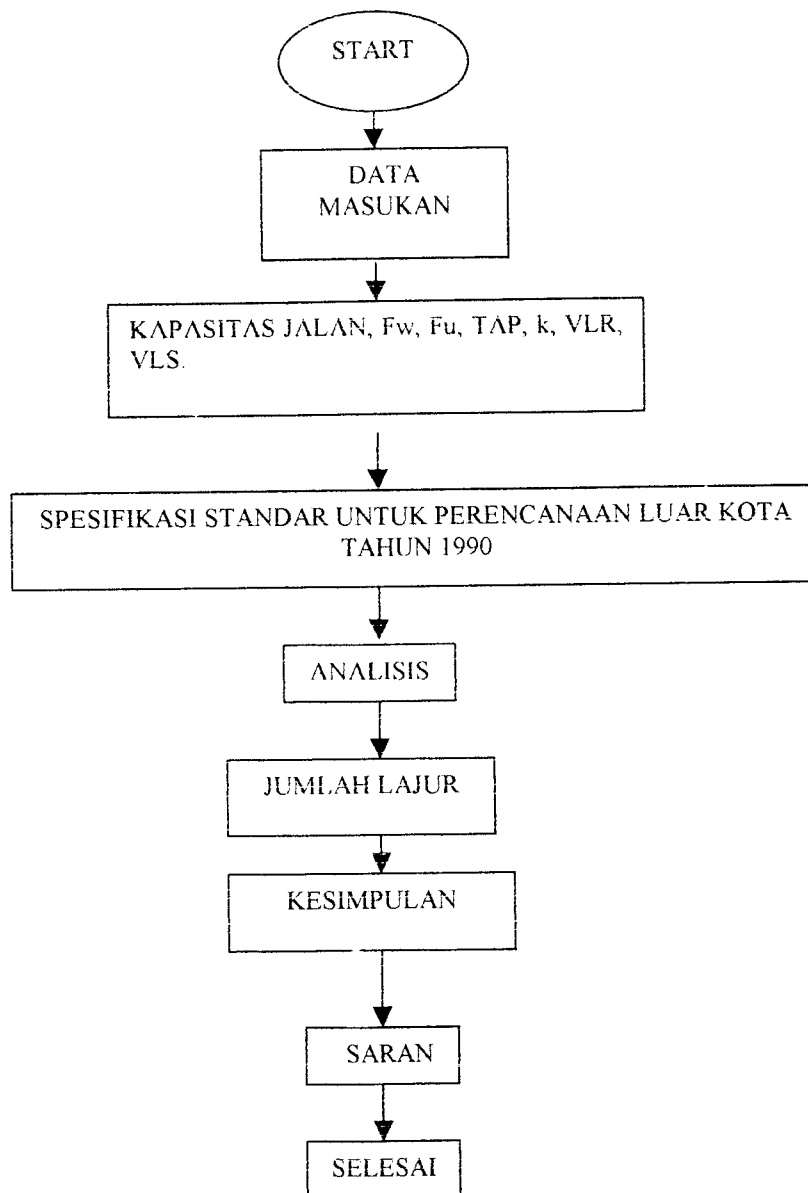 START
DATA
MASUKAN
KAPASITAS JALAN, Fw, Fu, TAP, k, VLR,
VLS.
SPESIFIKASI STANDAR UNTUK PERENCANAAN LUAR KOTA
TAHUN 1990
ANALISIS
JUMLAH LAJUR
KESIMPULAN
SARAN
SELESAI